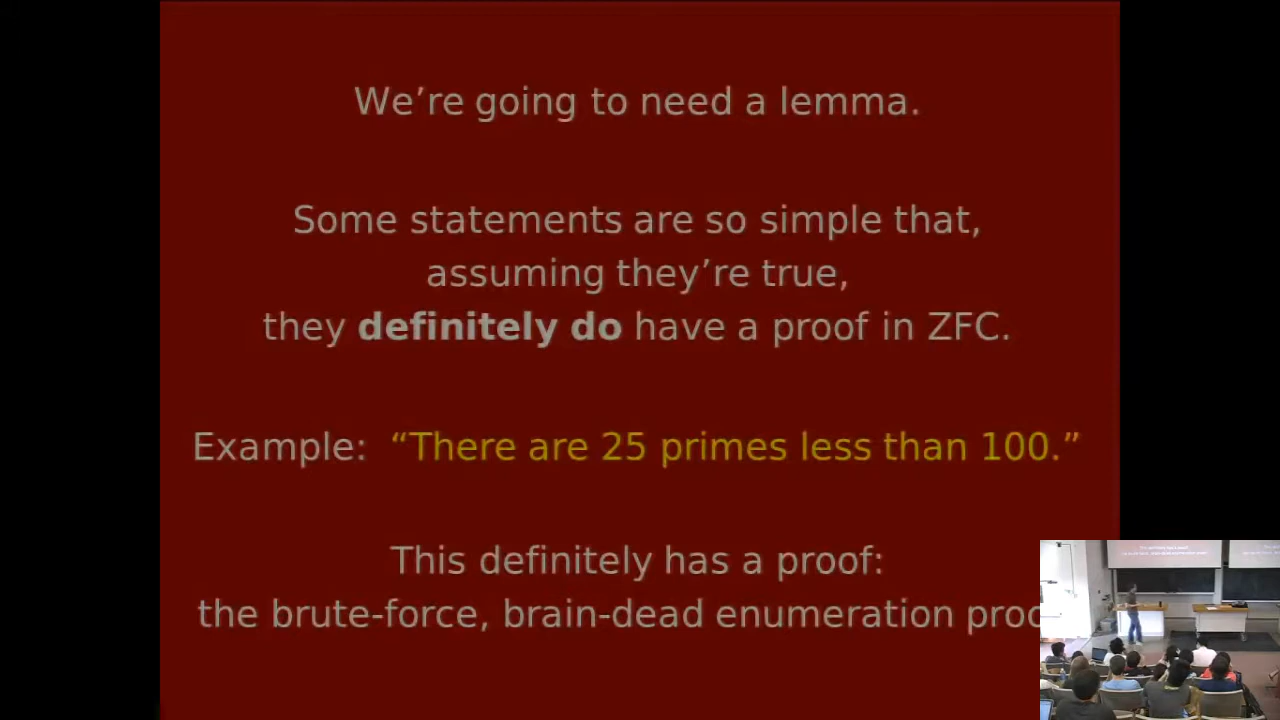 We’re going to need a lemma.
Some statements are so simple that,
assuming they’re true,
they definitely do have a proof in ZFC.
Example: “There are 25 primes less than 100.”
This definitely has a proof:
the brute-force, brain-dead enumeration